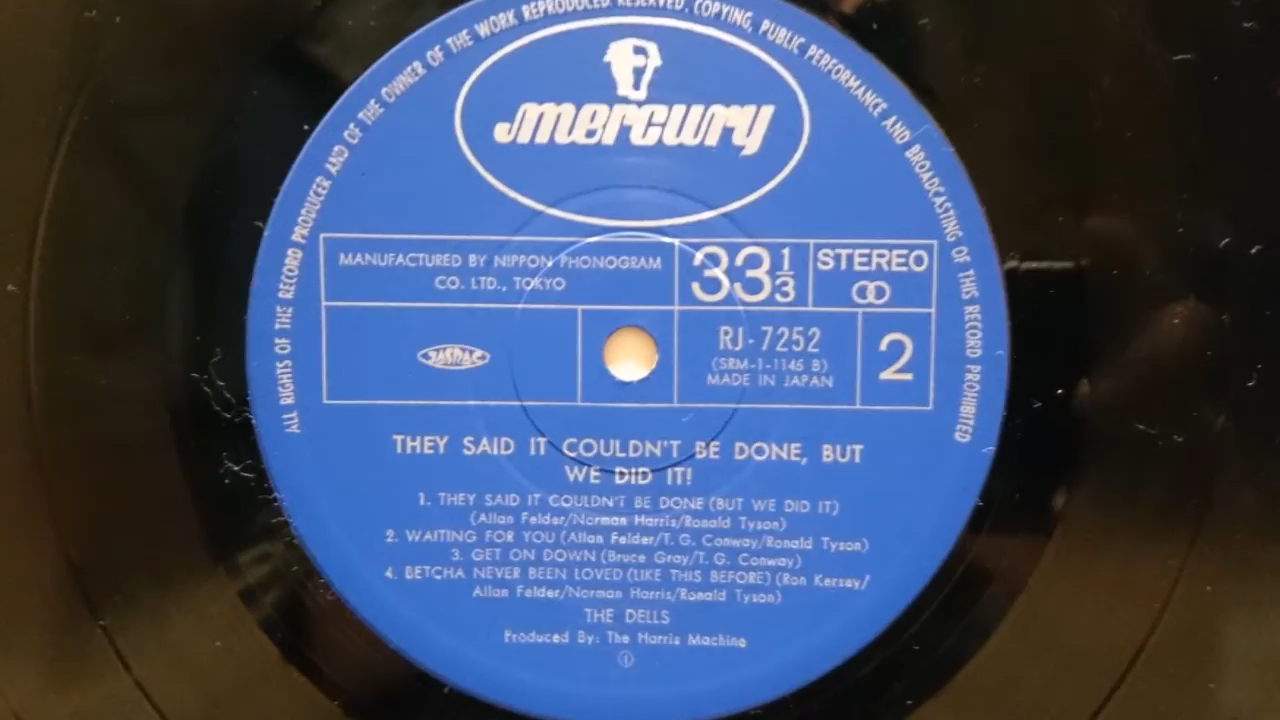 ALL RIGHTS OF THE RECORD PRODUCER AND OF THE OWNER OF THE WORK REPRODUCED RESERVED, COPYING, PUBLIC PERFORMANCE AND BROADCASTING OF THIS RECORD PROHIBITED
mercury
MANUFACTURED BY NIPPON PHONOGRAM
CO. LTD., TOKYO
33 1/3
STEREO
JASRAC
RJ-7252
(SRM-1-1145 B)
MADE IN JAPAN
2
THEY SAID IT COULDN'T BE DONE, BUT
WE DID IT!
1. THEY SAID IT COULDN'T BE DONE (BUT WE DID IT)
(Allan Felder/Norman Harris/Ronald Tyson)
2. WAITING FOR YOU (Allan Felder/T. G. Conway/Ronald Tyson)
3. GET ON DOWN (Bruce Gray/T. G. Conway)
4. BETCHA NEVER BEEN LOVED (LIKE THIS BEFORE) (Ron Kersey/
Allan Felder/Norman Harris/Ronald Tyson)
THE DELLS
Produced By: The Harris Machine